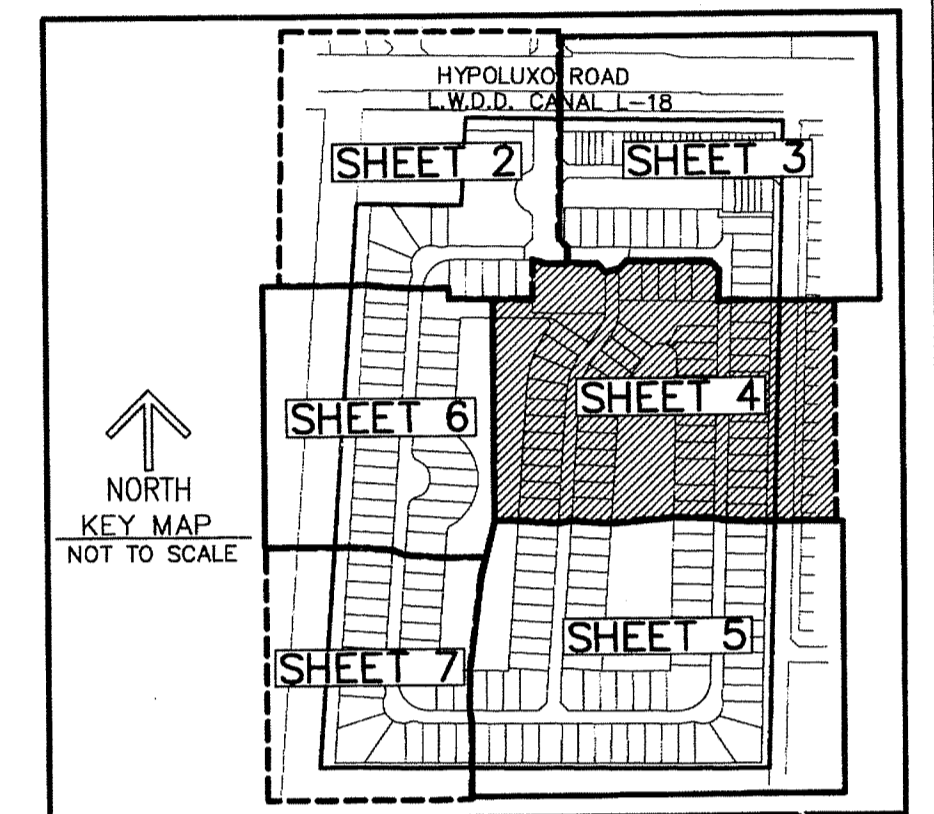 HYPOLUXO ROAD
L.W.D.D. CANAL L-18
SHEET 2
SHEET 3
SHEET 4
SHEET 6
NORTH
KEY MAP
NOT TO SCALE
SHEET 5
SHEET 7